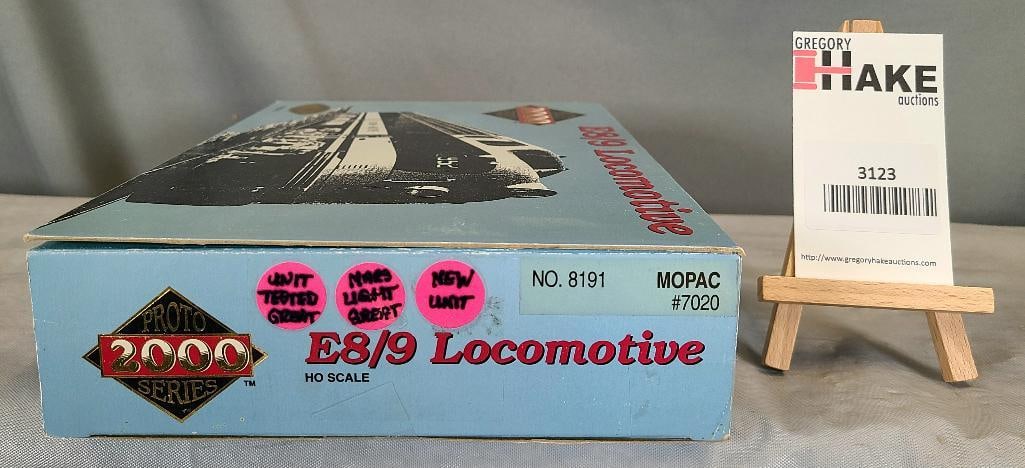 2000
E8/9 Locomotive
UNIT
TESTED
GREAT
MARS
LIGHT
GREAT
NEW
UNIT
NO. 8191
MOPAC
#7020
PROTO
2000
SERIES
TM
E8/9 Locomotive
HO SCALE
GREGORY
HAKE
auctions
3123
http://www.gregoryhakeauctions.com